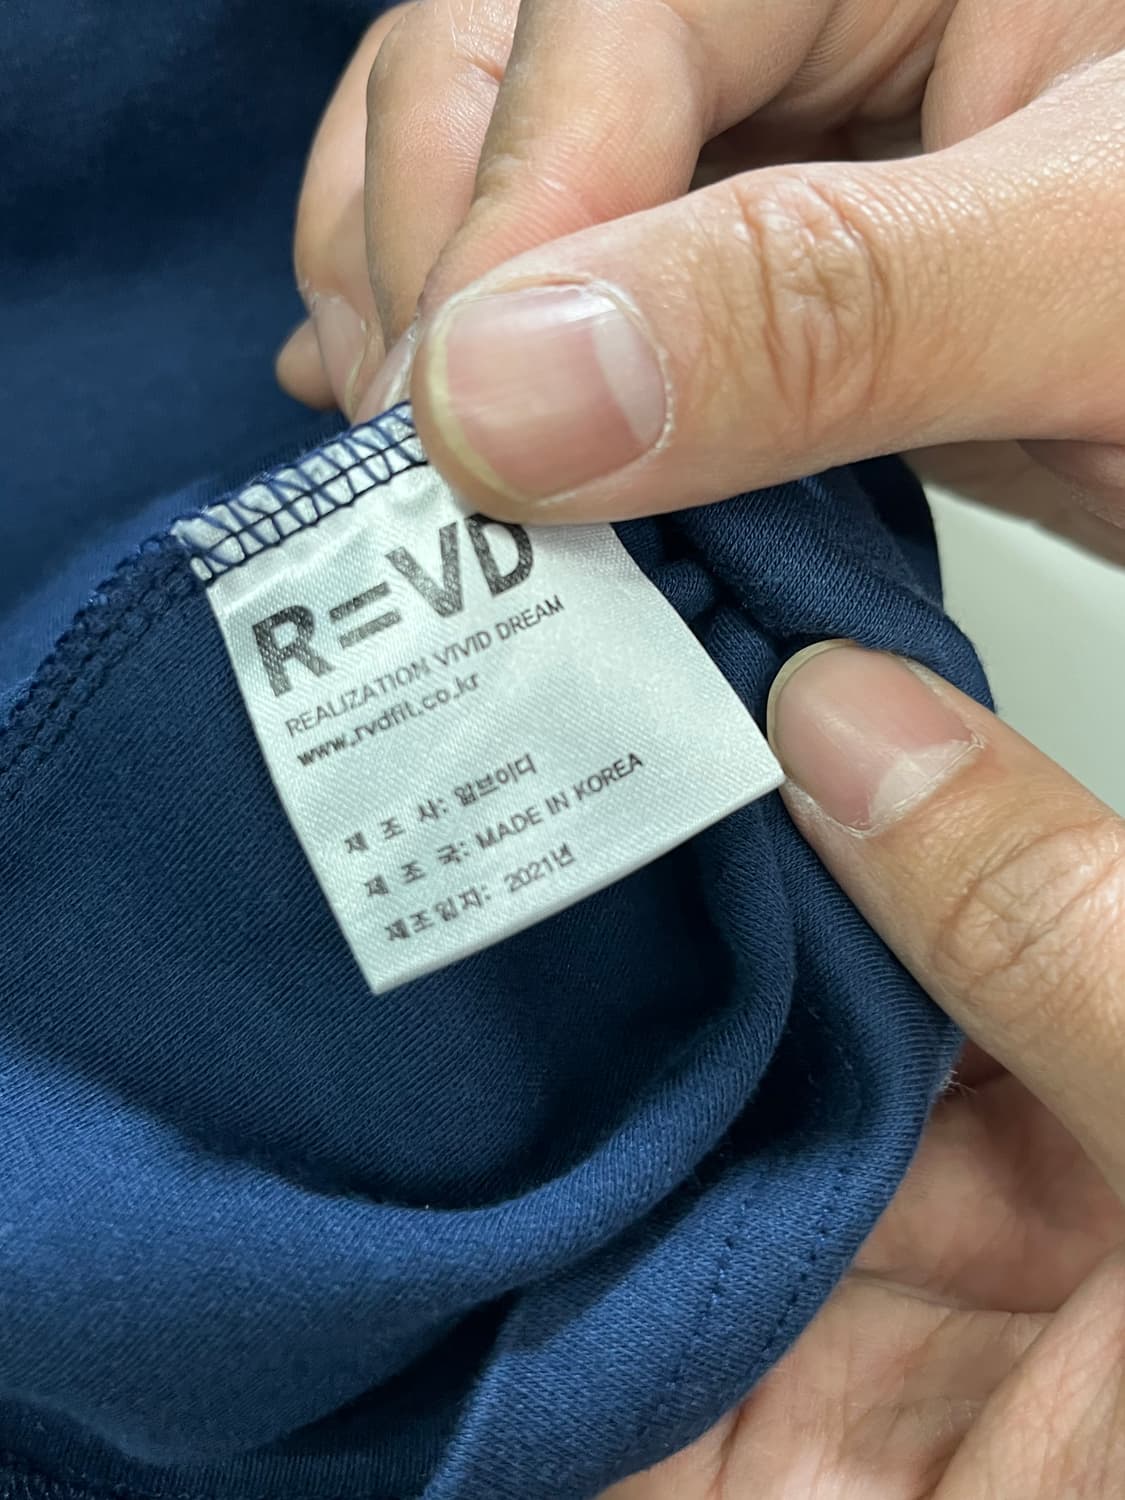 R=VD
REALIZATION VIVID DREAM
www.rvdfit.co.kr
제 조 사: 알브이디
제 조 국: MADE IN KOREA
제조일자: 2021년